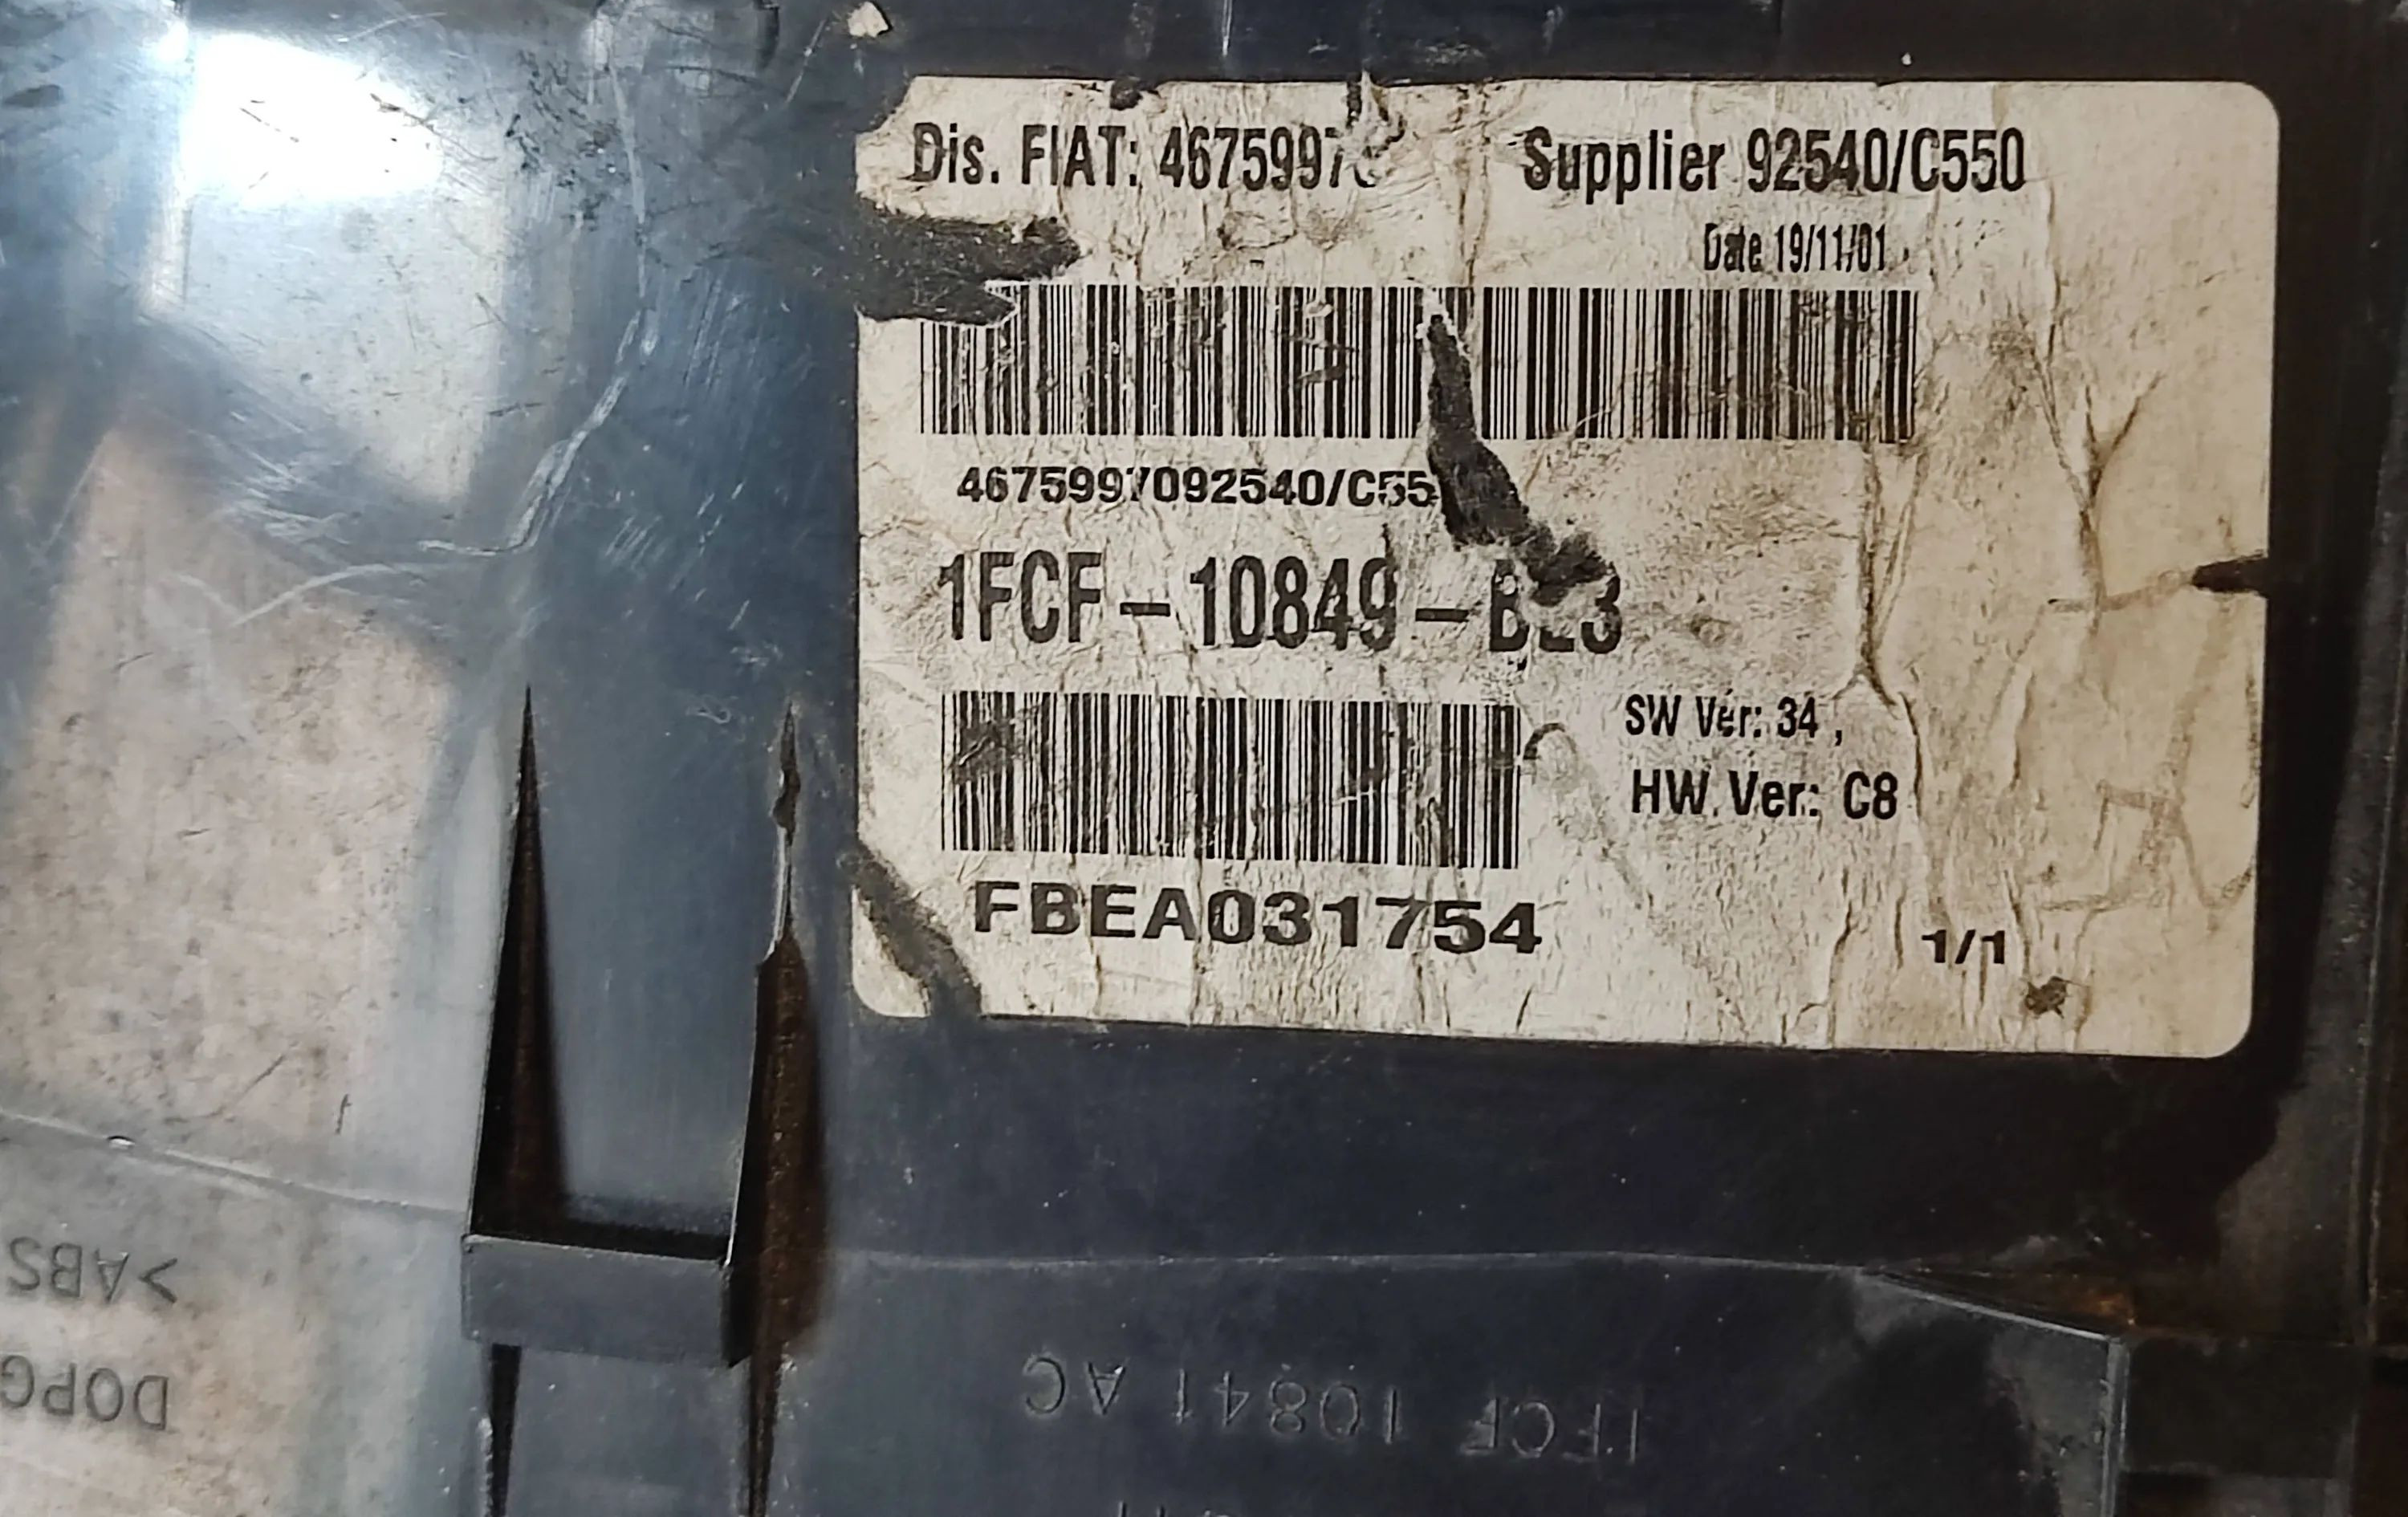 Dis. FIAT: 4675997 Supplier 92540/C550
Date 19/11/01
4675997092540/C55
1FCF-10849-
SW Ver: 34
HW Ver: C8
FBEA031754
1/1
>ABS
DOPG
1FCF 10841 AC